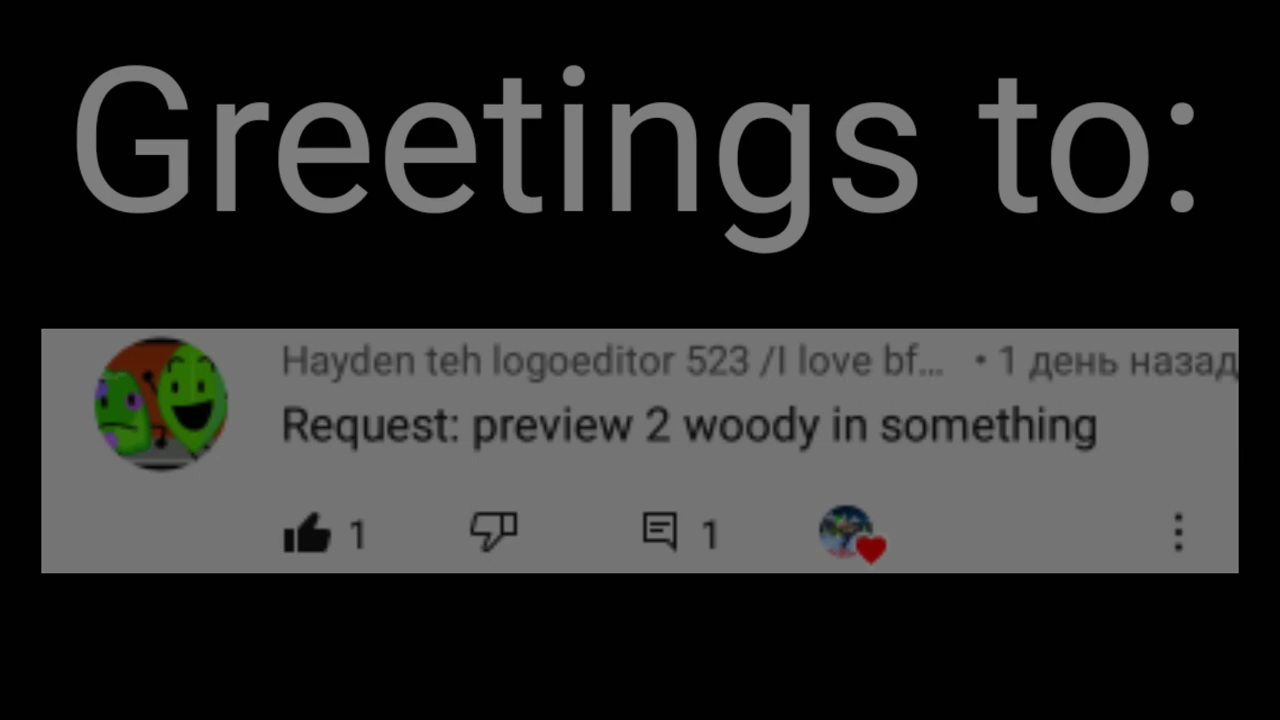 Greetings to:
Hayden teh logoeditor 523 /I love bf... • 1 день назад
Request: preview 2 woody in something
1 1